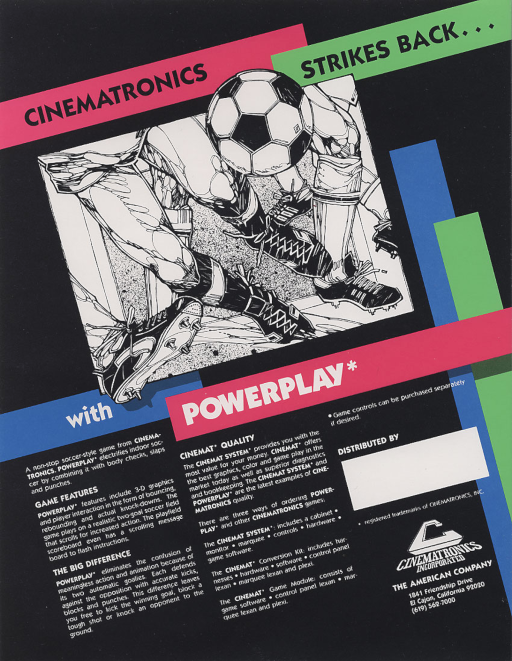 CINEMATRONICS
STRIKES BACK...
with
POWERPLAY*
A non-stop soccer-style game from CINEMA-
TRONICS. POWERPLAY* electrifies indoor soc-
cer by combining it with body checks, slaps
and punches.
GAME FEATURES
POWERPLAY* features include 3-D graphics
and player interaction in the form of bouncing,
rebounding and actual knock-downs. The
game plays on a realistic two-goal soccer field
that scrolls for increased action. The playfield
scoreboard even has a scrolling message
board to flash instructions.
THE BIG DIFFERENCE
POWERPLAY* eliminates the confusion of
meaningless action and animation because of
its two automatic goalies. Each defends
against the opposition with accurate kicks,
blocks and punches. This difference leaves
you free to kick the winning goal, block a
tough shot or knock an opponent to the
ground.
CINEMAT* QUALITY
The CINEMAT SYSTEM* provides you with the
most value for your money. CINEMAT* offers
the best graphics, color and game play in the
market today as well as superior diagnostics
and bookkeeping. The CINEMAT SYSTEM* and
POWERPLAY* are the latest examples of CINE-
MATRONICS quality.
There are three ways of ordering POWER-
PLAY* and other CINEMATRONICS games.
The CINEMAT SYSTEM*: includes a cabinet •
monitor • marquee • controls • hardware •
game software.
The CINEMAT* Conversion Kit: includes har-
nesses • hardware • software • control panel
lexan • marquee lexan and plexi.
The CINEMAT* Game Module: consists of
game software • control panel lexan • mar-
quee lexan and plexi.
• Game controls can be purchased separately
if desired.
DISTRIBUTED BY
* registered trademarks of CINEMATRONICS, INC.
CINEMATRONICS
INCORPORATED
THE AMERICAN COMPANY
1841 Friendship Drive
El Cajon, California 92020
(619) 562-7000